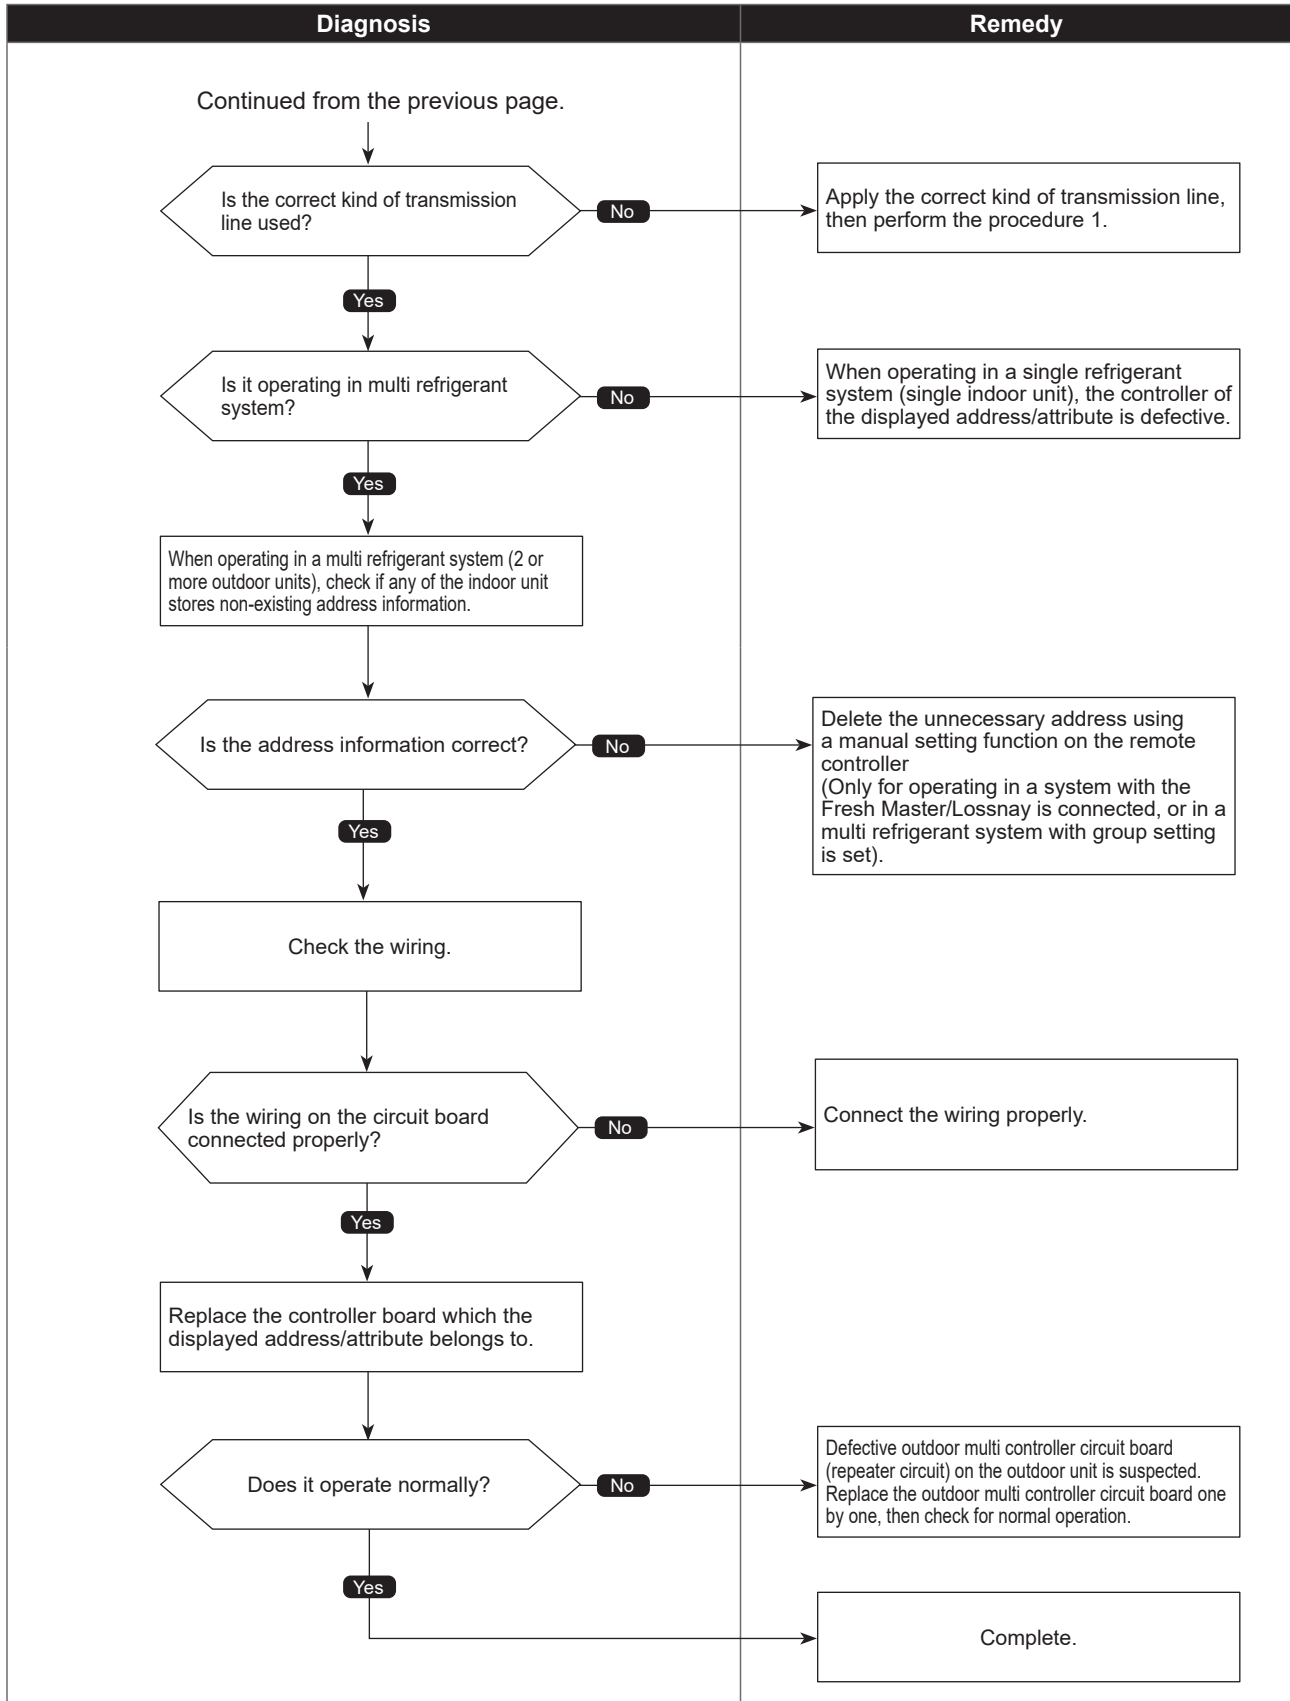 Diagnosis
Remedy
Continued from the previous page.
Is the correct kind of transmission
line used?
No
Apply the correct kind of transmission line,
then perform the procedure 1.
Yes
Is it operating in multi refrigerant
system?
No
When operating in a single refrigerant
system (single indoor unit), the controller of
the displayed address/attribute is defective.
Yes
When operating in a multi refrigerant system (2 or
more outdoor units), check if any of the indoor unit
stores non-existing address information.
Is the address information correct?
No
Delete the unnecessary address using
a manual setting function on the remote
controller
(Only for operating in a system with the
Fresh Master/Lossnay is connected, or in a
multi refrigerant system with group setting
is set).
Yes
Check the wiring.
Is the wiring on the circuit board
connected properly?
No
Connect the wiring properly.
Yes
Replace the controller board which the
displayed address/attribute belongs to.
Does it operate normally?
No
Defective outdoor multi controller circuit board
(repeater circuit) on the outdoor unit is suspected.
Replace the outdoor multi controller circuit board one
by one, then check for normal operation.
Yes
Complete.